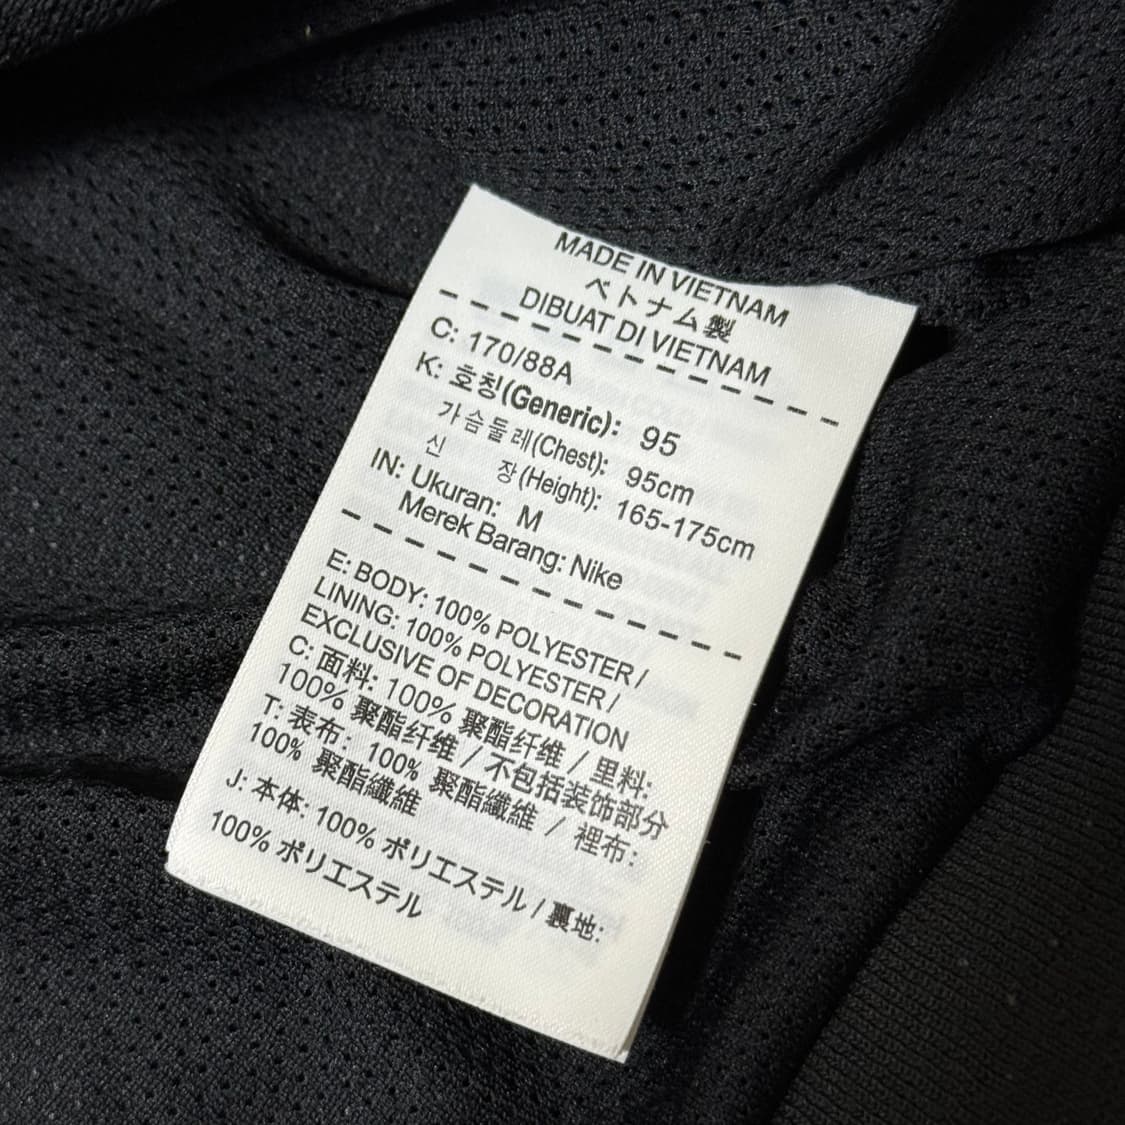 MADE IN VIETNAM
ベトナム製
DIBUAT DI VIETNAM
C: 170/88A
K: 호칭(Generic): 95
가슴둘레(Chest): 95cm
신 장(Height): 165-175cm
IN: Ukuran: M
Merek Barang: Nike
E: BODY: 100% POLYESTER /
LINING: 100% POLYESTER /
EXCLUSIVE OF DECORATION
C: 面料: 100% 聚酯纤维 / 里料:
100% 聚酯纤维 / 不包括装饰部分
T: 表布: 100% 聚酯纖維 / 裡布:
100% 聚酯纖維
J: 本体: 100% ポリエステル / 裏地:
100% ポリエステル